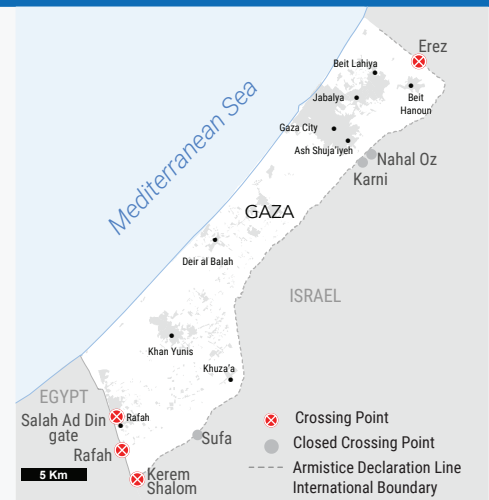 Erez
Beit Lahiya
Jabalya
Beit
Hanoun
Gaza City
Ash Shuja'iyeh
Nahal Oz
Karni
Mediterranean Sea
GAZA
Deir al Balah
ISRAEL
Khan Yunis
Khuza'a
EGYPT
Salah Ad Din
gate
Rafah
Rafah
Sufa
Kerem
Shalom
5 Km
Crossing Point
Closed Crossing Point
Armistice Declaration Line
International Boundary